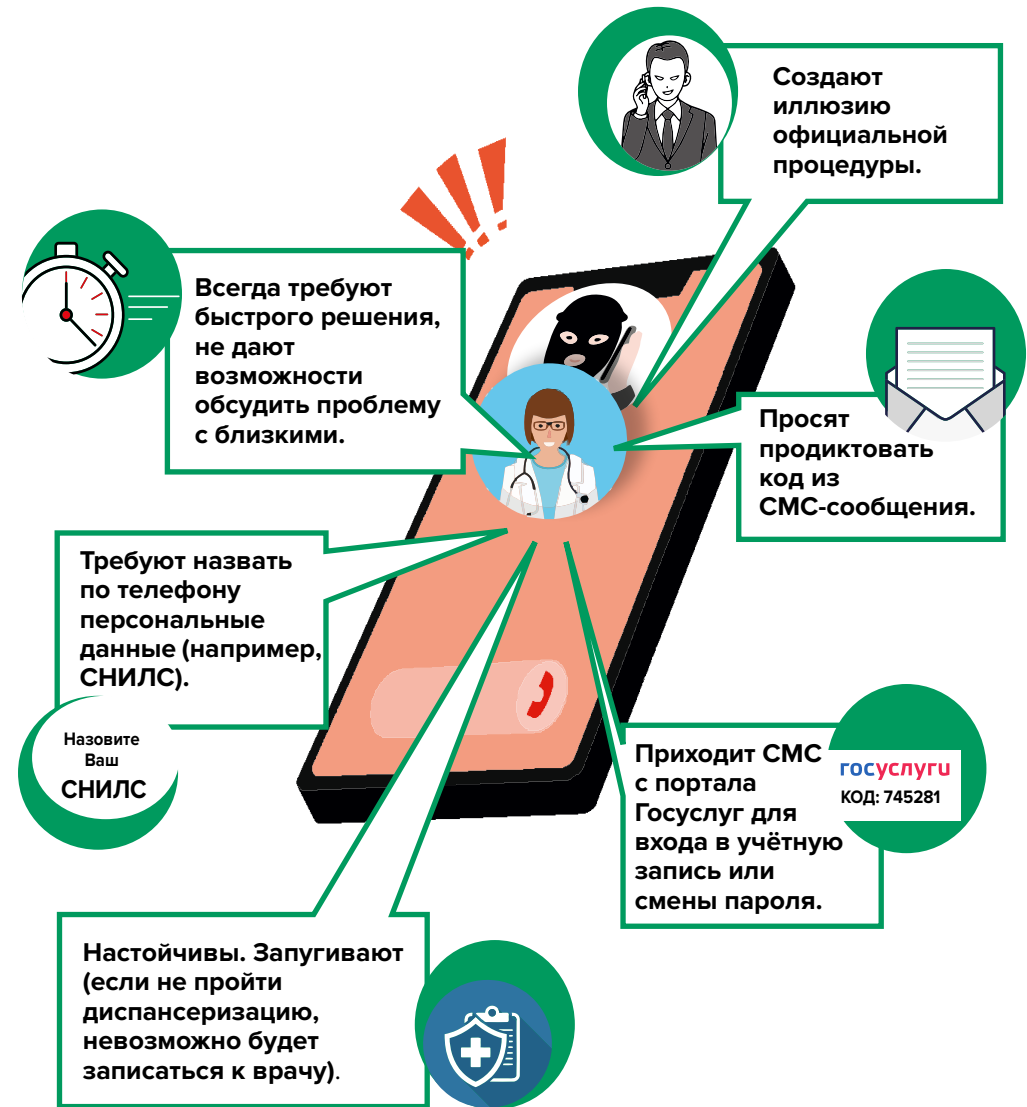 Создают
иллюзию
официальной
процедуры.
Всегда требуют
быстрого решения,
не дают
возможности
обсудить проблему
с близкими.
Просят
продиктовать
код из
СМС-сообщения.
Требуют назвать
по телефону
персональные
данные (например,
СНИЛС).
Назовите
Ваш
СНИЛС
Приходит СМС
с портала
Госуслуг для
входа в учётную
запись или
смены пароля.
госуслуги
КОД: 745281
Настойчивы. Запугивают
(если не пройти
диспансеризацию,
невозможно будет
записаться к врачу).